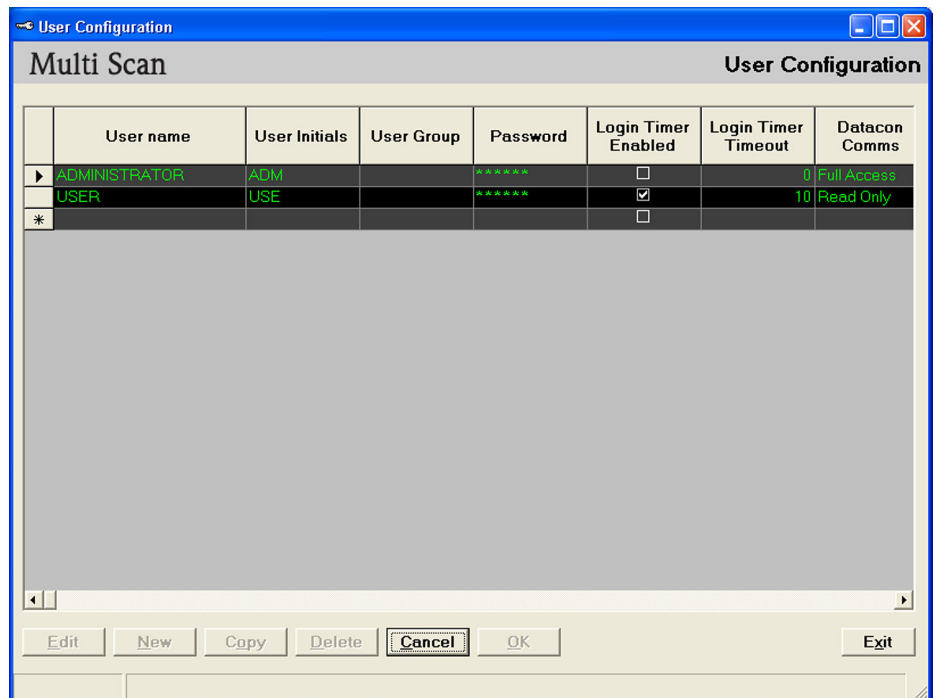 User Configuration
Multi Scan
User Configuration
User name User Initials User Group Password Login Timer Enabled Login Timer Timeout Datacon Comms
ADMINISTRATOR ADM ****** 0 Full Access
USER USE ****** 10 Read Only
Edit New Copy Delete Cancel OK Exit